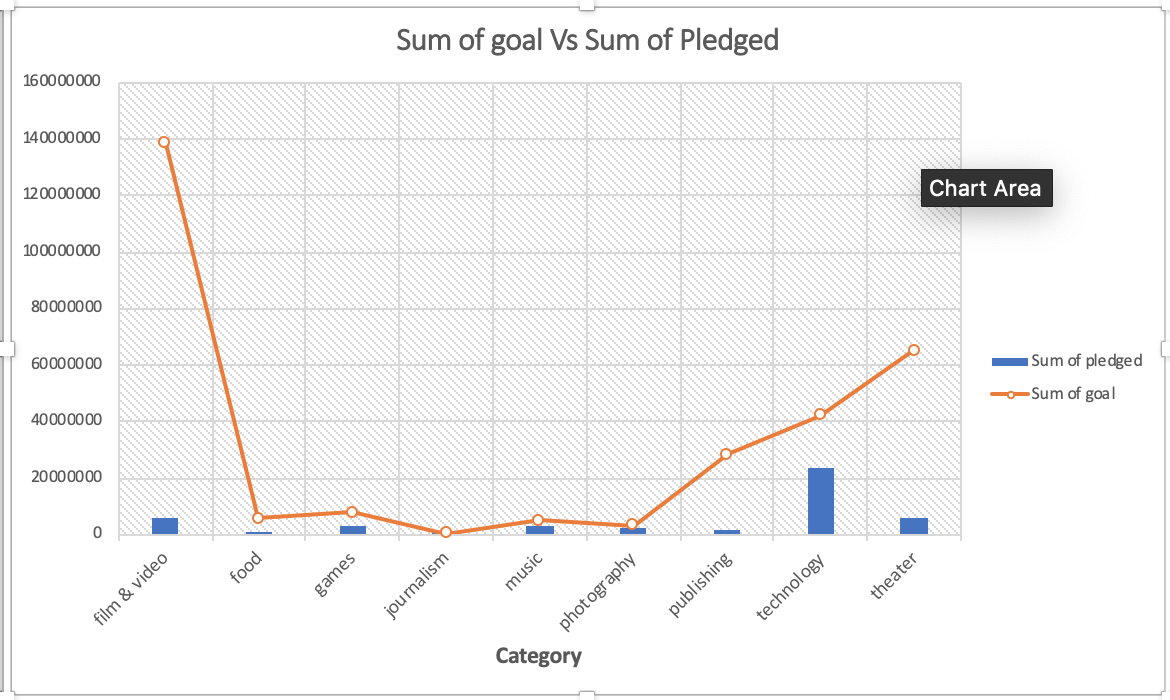 Sum of goal Vs Sum of Pledged
160000000
140000000
120000000
100000000
80000000
60000000
40000000
20000000
0
Chart Area
Sum of pledged
Sum of goal
film & video
food
games
journalism
music
photography
publishing
technology
theater
Category